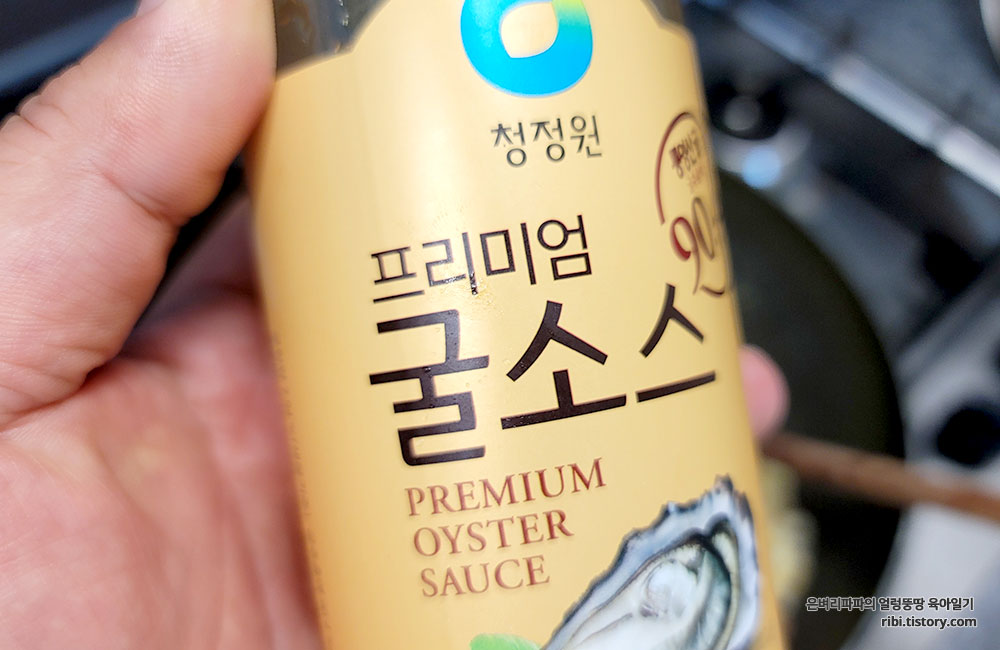 청정원
프리미엄
굴소스
PREMIUM
OYSTER
SAUCE
90
은벼리파파의 얼렁뚱땅 육아일기
ribi.tistory.com